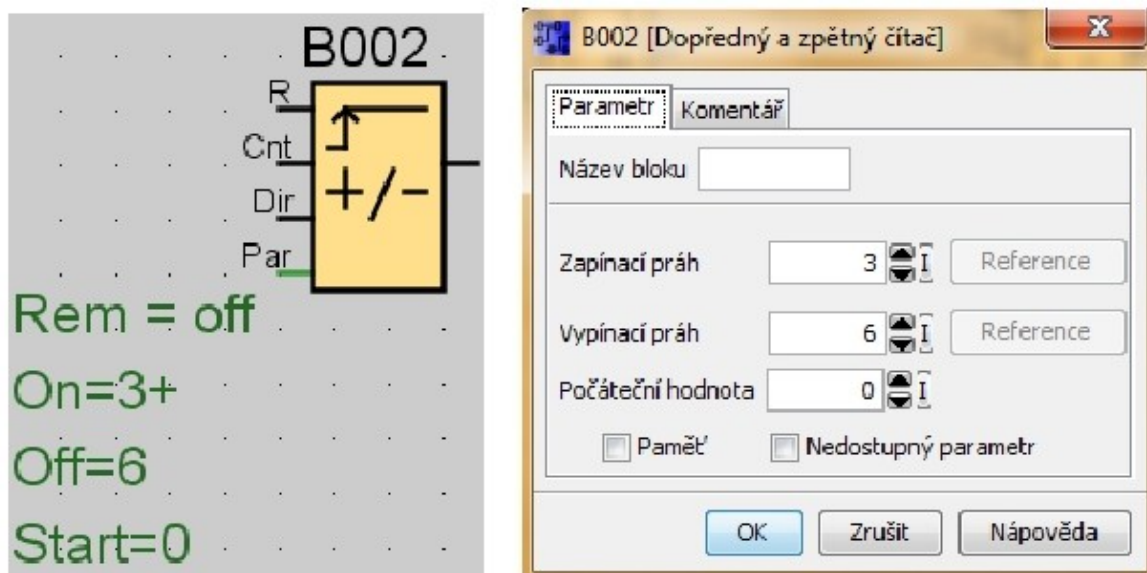 B002
R
Cnt
Dir
+/-
Par
Rem = off
On=3+
Off=6
Start=0
B002 [Dopředný a zpětný čítač]
Parametr
Komentář
Název bloku
Zapínací práh
3
Reference
Vypínací práh
6
Reference
Počáteční hodnota
0
Paměť
Nedostupný parametr
OK
Zrušit
Nápověda